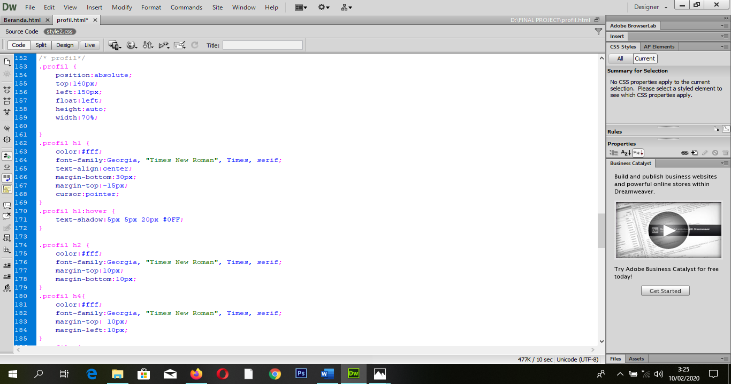 Dw File Edit View Insert Modify Format Commands Site Window Help Designer
Beranda.html × profil.html* × D:\FINAL PROJECT\profil.html
Source Code style2.css
Code Split Design Live Title:
152 /* profil*/
153 .profil {
154 position:absolute;
155 top:140px;
156 left:150px;
157 float:left;
158 height:auto;
159 width:70%;
160
161 }
162 .profil h1 {
163 color:#fff;
164 font-family:Georgia, "Times New Roman", Times, serif;
165 text-align:center;
166 margin-bottom:30px;
167 margin-top:-15px;
168 cursor:pointer;
169 }
170 .profil h1:hover {
171 text-shadow:5px 5px 20px #0FF;
172 }
173
174 .profil h2 {
175 color:#fff;
176 font-family:Georgia, "Times New Roman", Times, serif;
177 margin-top:10px;
178 margin-bottom:10px;
179 }
180 .profil h4{
181 color:#fff;
182 font-family:Georgia, "Times New Roman", Times, serif;
183 margin-top: 10px;
184 margin-left:10px;
185 }
477K / 10 sec Unicode (UTF-8)
Adobe BrowserLab
Insert
CSS Styles AP Elements
All Current
Summary for Selection
No CSS properties apply to the current
selection. Please select a styled element to
see which CSS properties apply.
Rules
Properties
Business Catalyst
Build and publish business websites
and powerful online stores within
Dreamweaver.
Try Adobe Business Catalyst for free
today!
Get Started
Files Assets
Ps Dw
3:25
10/02/2020